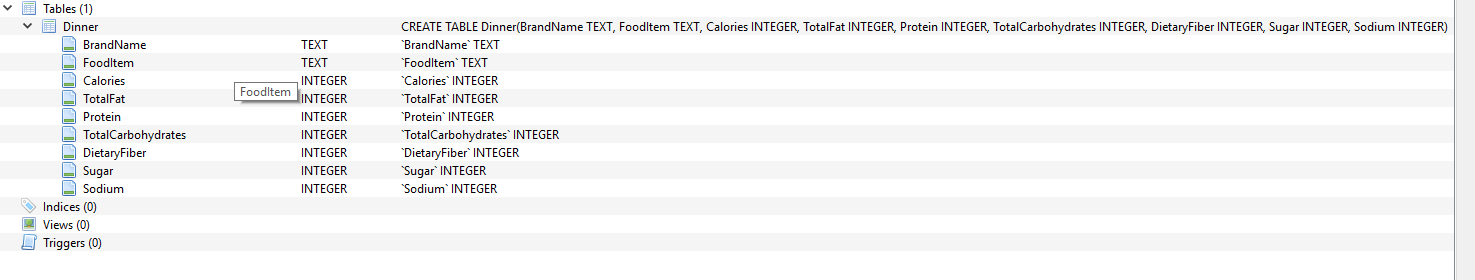 Tables (1)
Dinner CREATE TABLE Dinner(BrandName TEXT, FoodItem TEXT, Calories INTEGER, TotalFat INTEGER, Protein INTEGER, TotalCarbohydrates INTEGER, DietaryFiber INTEGER, Sugar INTEGER, Sodium INTEGER)
BrandName TEXT `BrandName` TEXT
FoodItem TEXT `FoodItem` TEXT
Calories INTEGER `Calories` INTEGER
FoodItem
TotalFat INTEGER `TotalFat` INTEGER
Protein INTEGER `Protein` INTEGER
TotalCarbohydrates INTEGER `TotalCarbohydrates` INTEGER
DietaryFiber INTEGER `DietaryFiber` INTEGER
Sugar INTEGER `Sugar` INTEGER
Sodium INTEGER `Sodium` INTEGER
Indices (0)
Views (0)
Triggers (0)